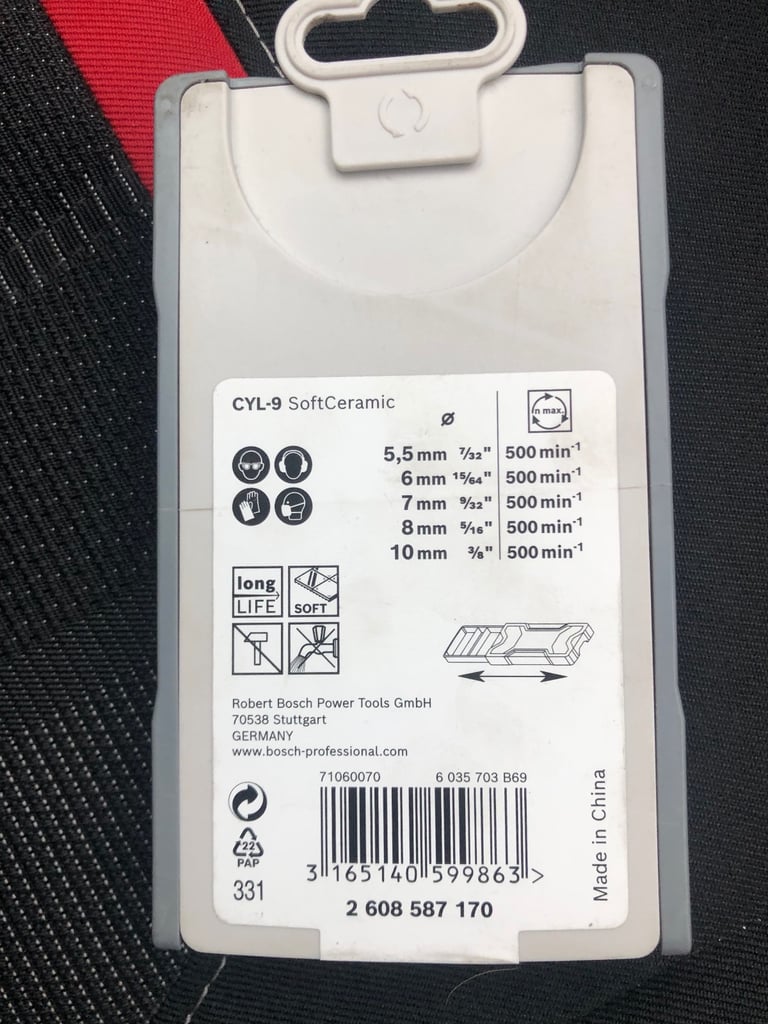 CYL-9 SoftCeramic
Ø
n max.
5,5 mm 7/32" 500 min-1
6 mm 15/64" 500 min-1
7 mm 9/32" 500 min-1
8 mm 5/16" 500 min-1
10 mm 3/8" 500 min-1
long
LIFE
SOFT
Robert Bosch Power Tools GmbH
70538 Stuttgart
GERMANY
www.bosch-professional.com
71060070 6 035 703 B69
22
PAP
331
3 165140 599863 >
2 608 587 170
Made in China